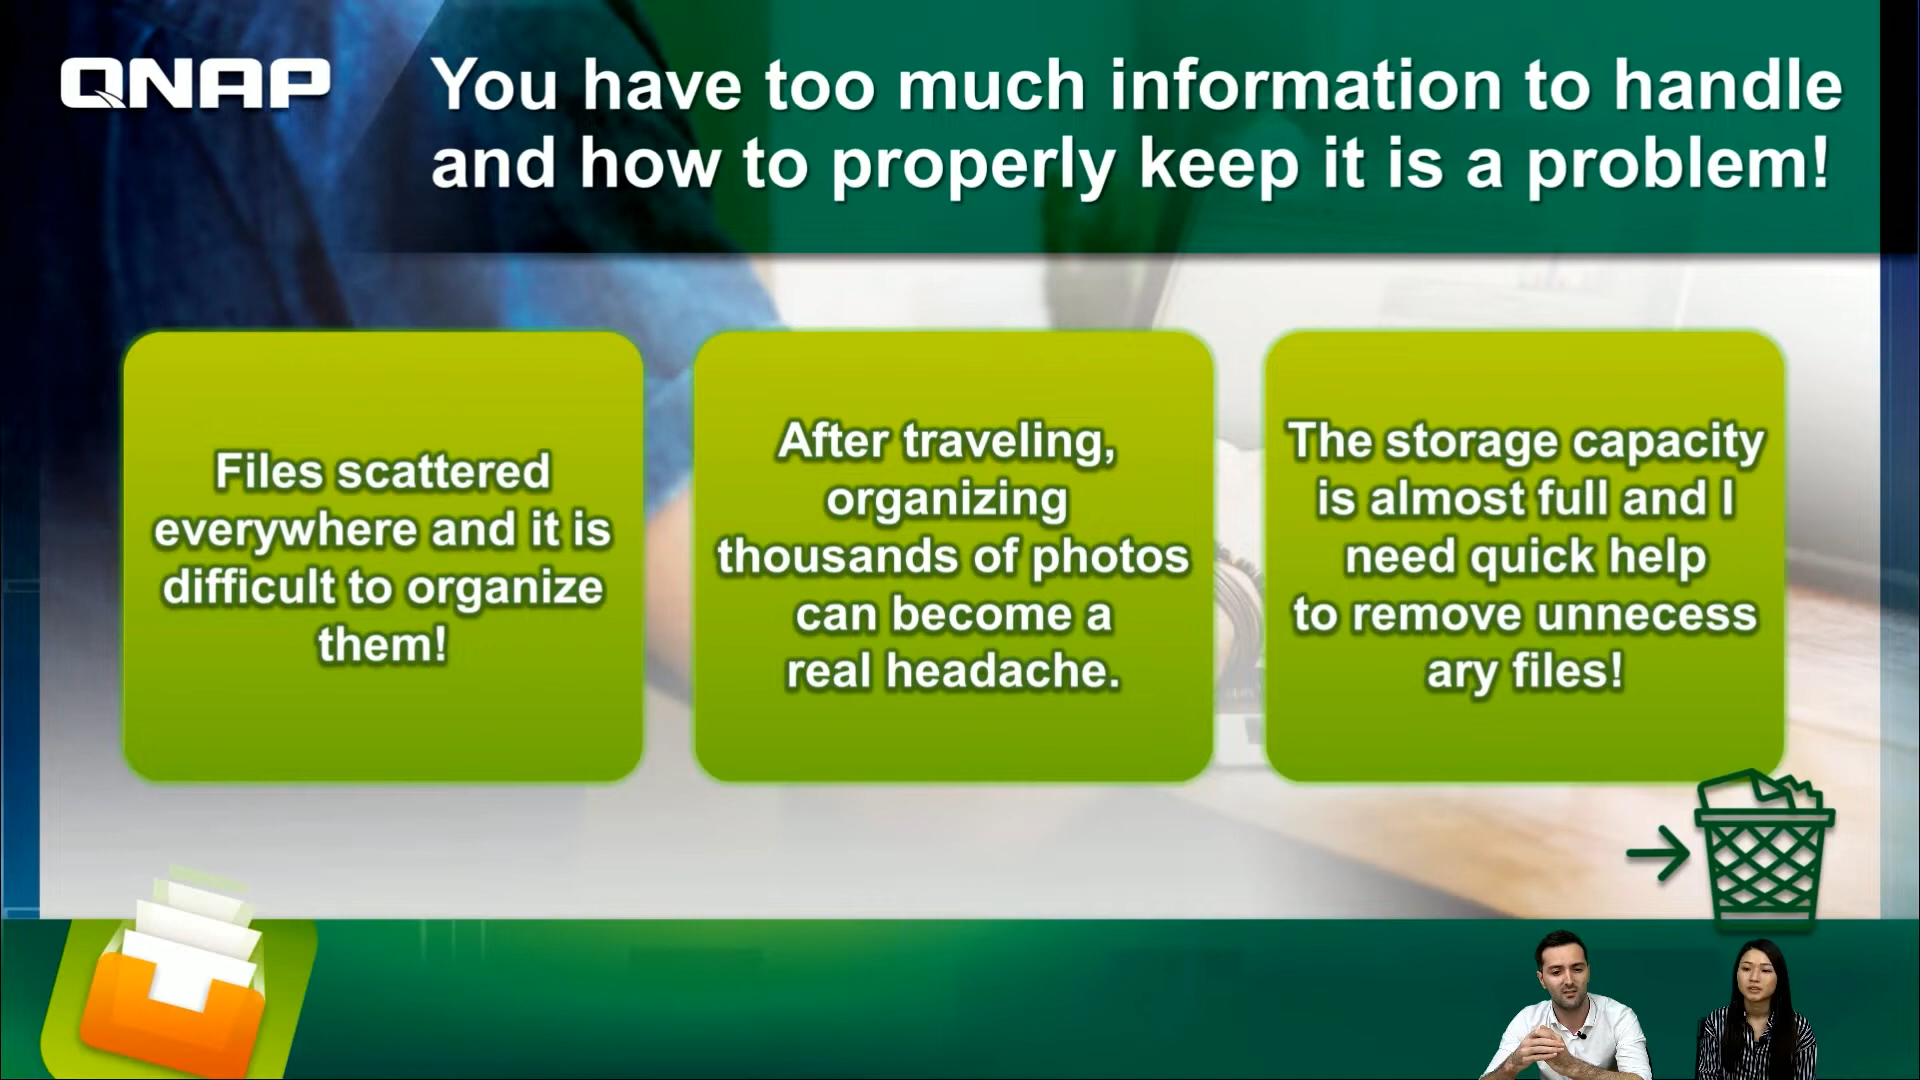 QNAP
You have too much information to handle
and how to properly keep it is a problem!
Files scattered
everywhere and it is
difficult to organize
them!
After traveling,
organizing
thousands of photos
can become a
real headache.
The storage capacity
is almost full and I
need quick help
to remove unnecess
ary files!